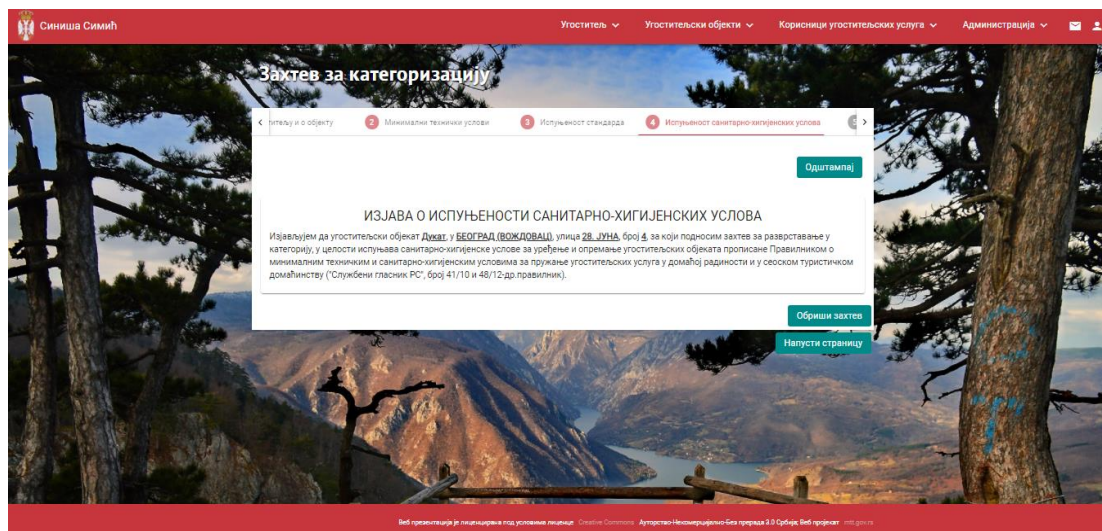 Синиша Симић
Угоститељ
Угоститељски објекти
Корисници угоститељских услуга
Администрација
Захтев за категоризацију
титељу и о објекту
2 Минимални технички услови
3 Испуњеност стандарда
4 Испуњеност санитарно-хигијенских услова
Одштампај
ИЗЈАВА О ИСПУЊЕНОСТИ САНИТАРНО-ХИГИЈЕНСКИХ УСЛОВА
Изјављујем да угоститељски објекат Дукат, у БЕОГРАД (ВОЖДОВАЦ), улица 28. ЈУНА, број 4, за који подносим захтев за разврставање у
категорију, у целости испуњава санитарно-хигијенске услове за уређење и опремање угоститељских објеката прописане Правилником о
минималним техничким и санитарно-хигијенским условима за пружање угоститељских услуга у домаћој радиности и у сеоском туристичком
домаћинству ("Службени гласник РС", број 41/10 и 48/12-др.правилник).
Обриши захтев
Напусти страницу
Веб презентација је лиценцирана под условима лиценце Creative Commons Ауторство-Некомерцијално-Без прерада 3.0 Србија; Веб пројекат mtt.gov.rs